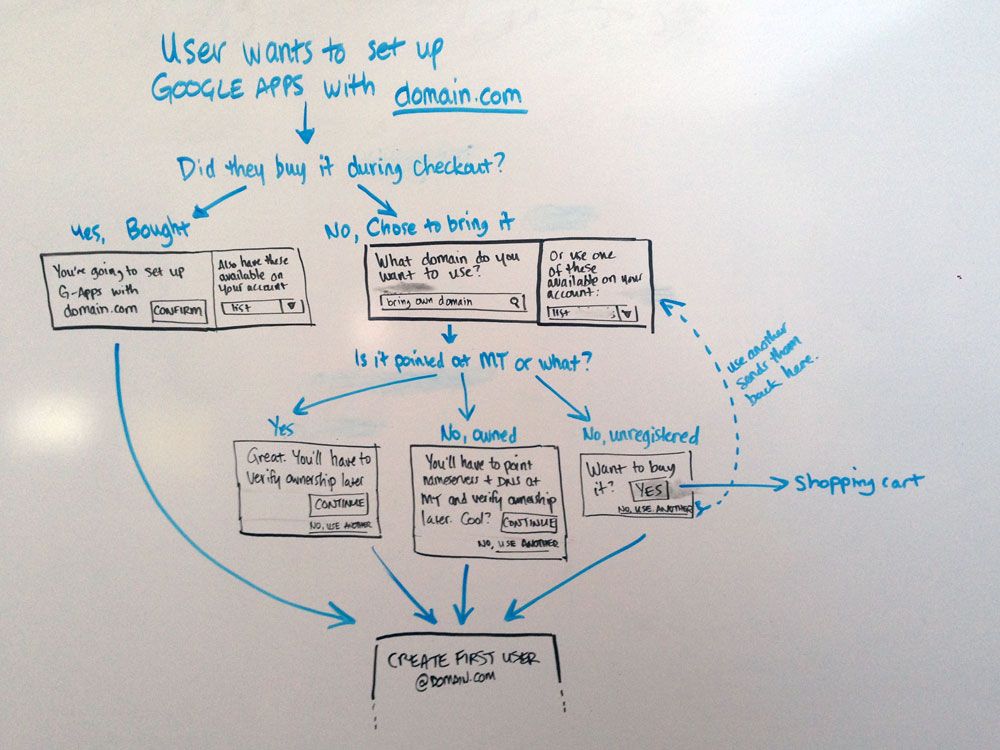 User wants to set up
GOOGLE APPS with domain.com
Did they buy it during checkout?
Yes, Bought
No, Chose to bring it
You're going to set up
G-Apps with
domain.com CONFIRM
Also have these
available on
your account
list
What domain do you
want to use?
bring own domain
Or use one
of these
available on your
account:
list
use another
sends them
back here.
Is it pointed at MT or what?
Yes
No, owned
No, unregistered
Great. You'll have to
verify ownership later
CONTINUE
NO, USE ANOTHER
You'll have to point
nameservers + DNS at
MT and verify ownership
later. Cool? CONTINUE
NO, USE ANOTHER
Want to buy
it? YES
NO, USE ANOTHER
Shopping cart
CREATE FIRST USER
@DOMAIN.COM